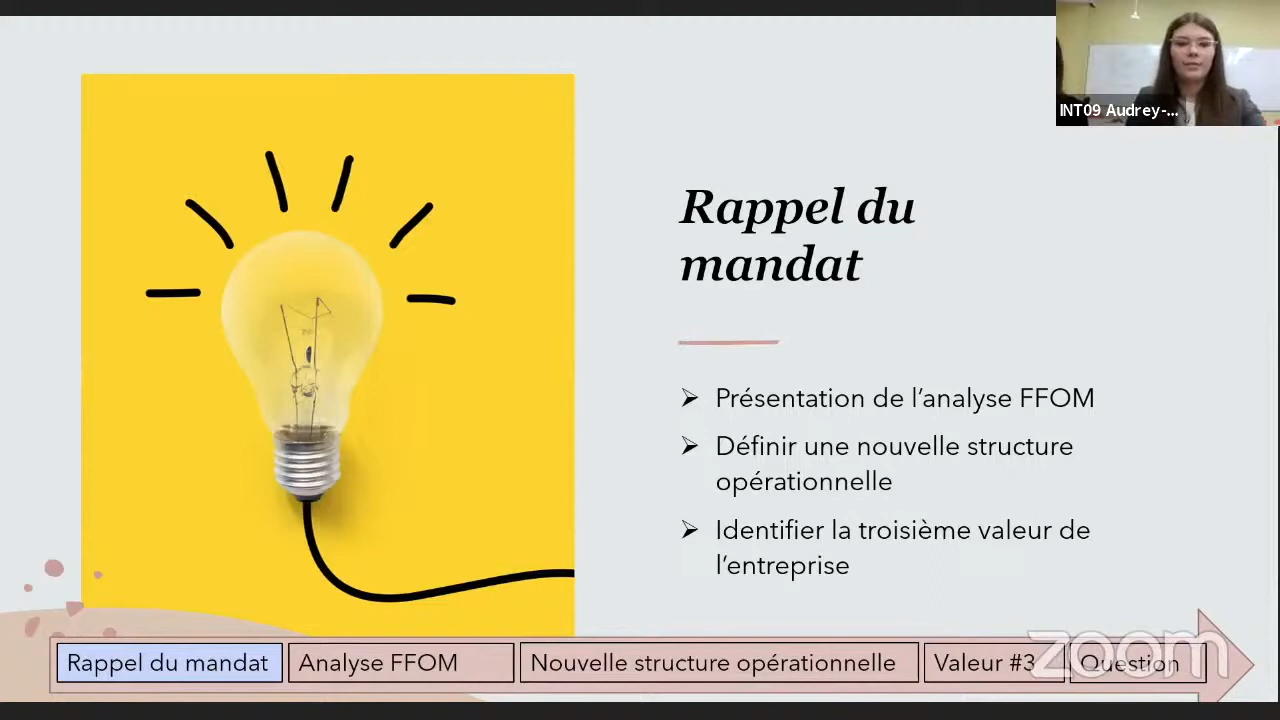 INT09 Audrey-...
Rappel du
mandat
Présentation de l'analyse FFOM
Définir une nouvelle structure
opérationnelle
Identifier la troisième valeur de
l'entreprise
Rappel du mandat
Analyse FFOM
Nouvelle structure opérationnelle
Valeur #3
Question
zoom